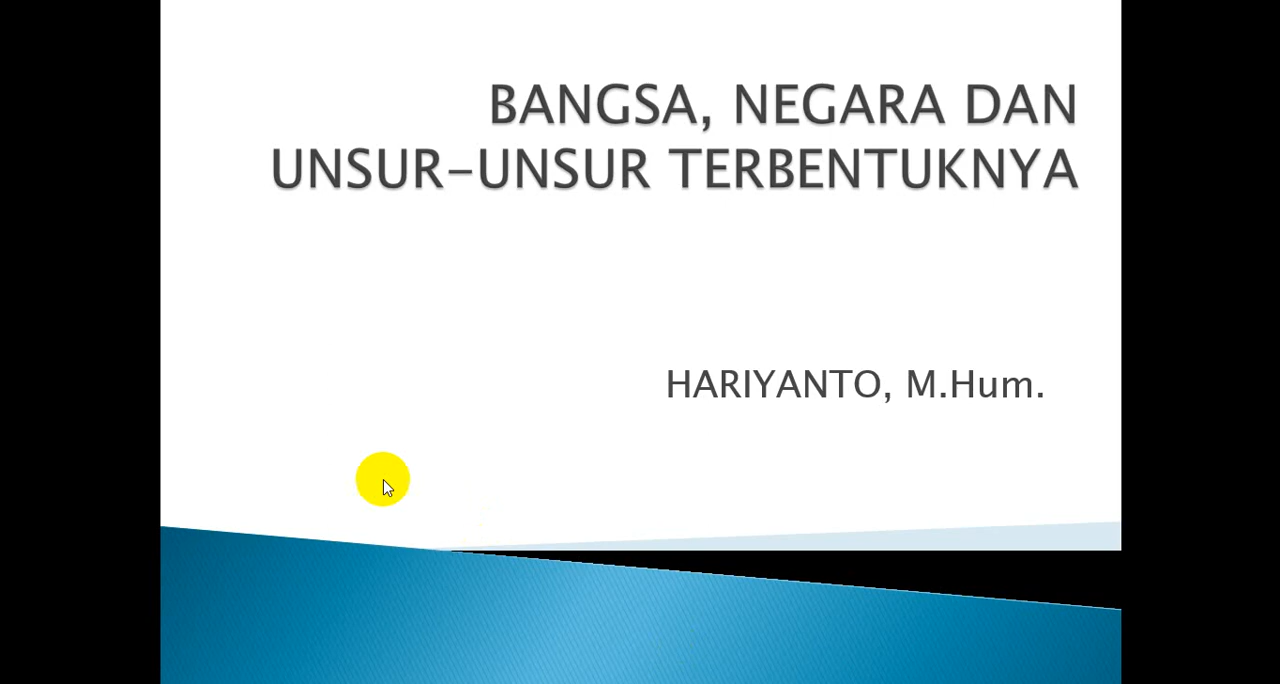 BANGSA, NEGARA DAN
UNSUR-UNSUR TERBENTUKNYA
HARIYANTO, M.Hum.